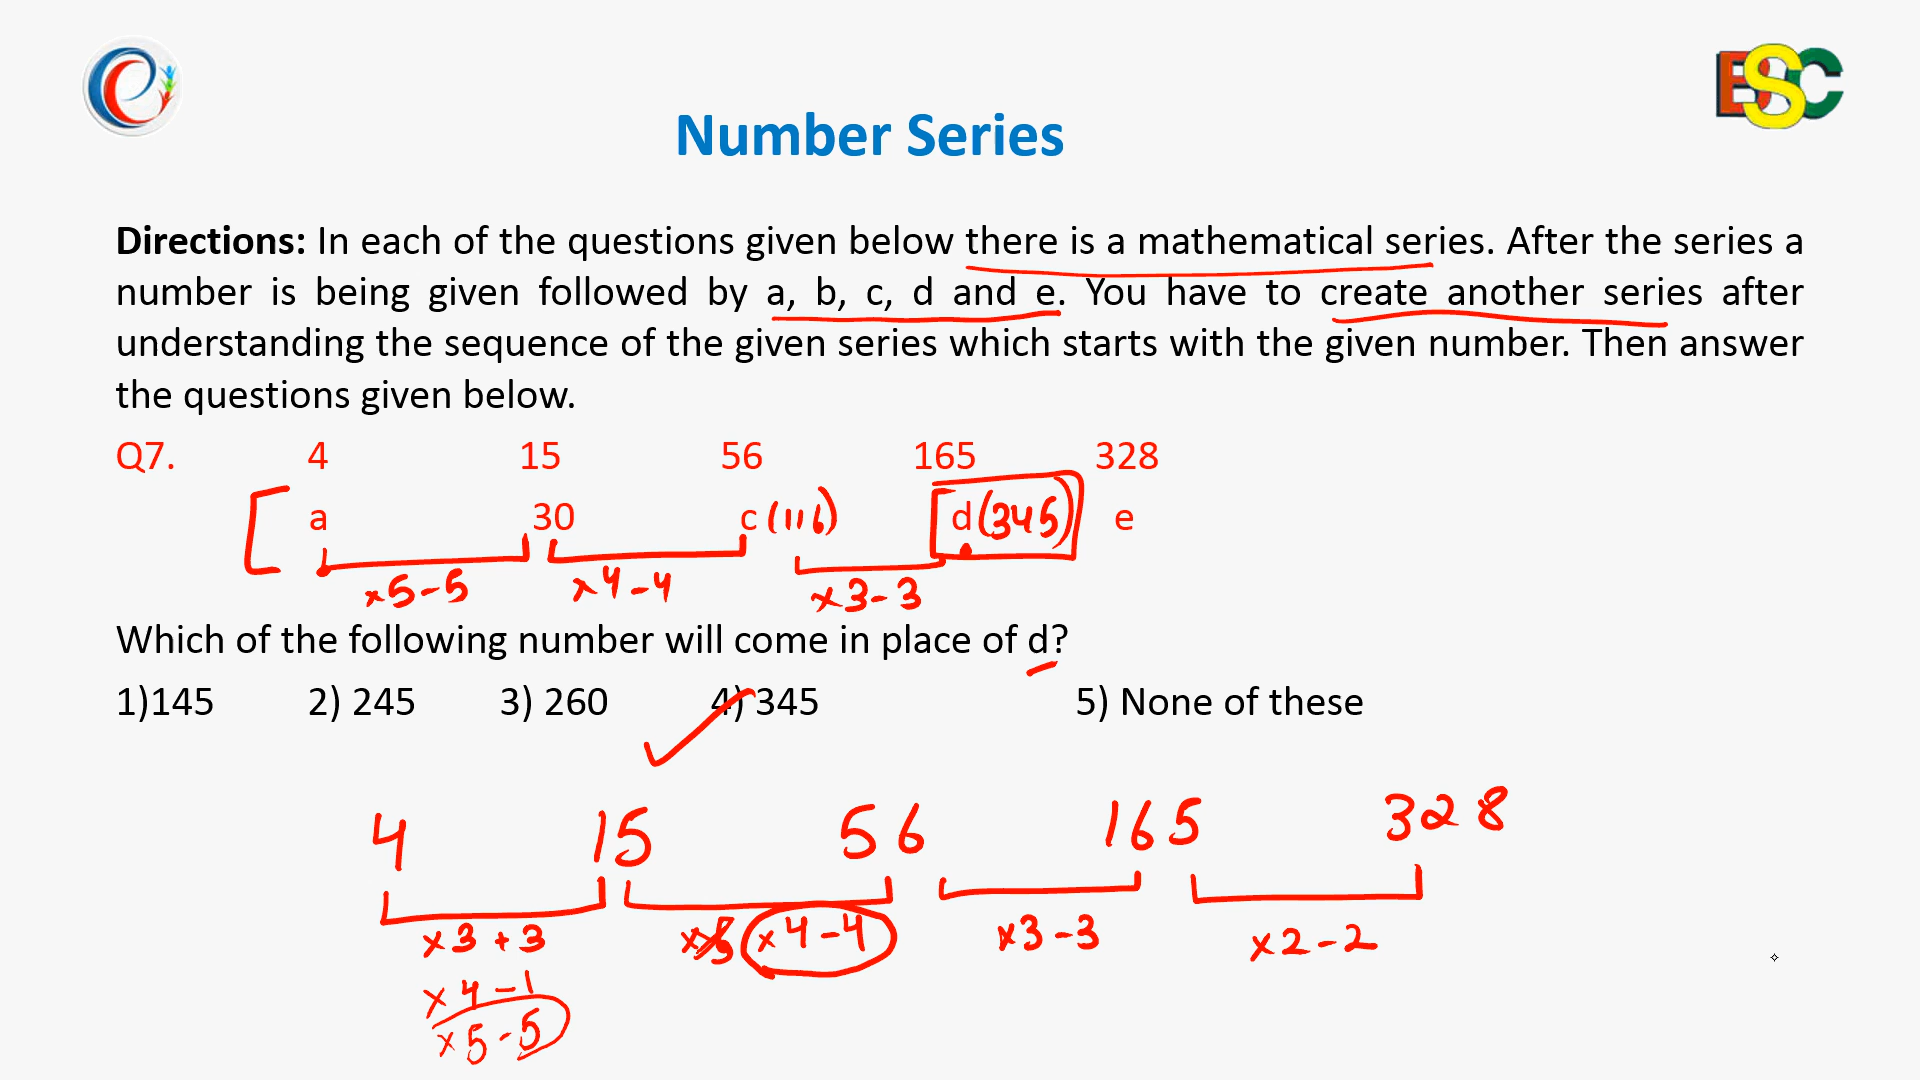 BSC
Number Series
Directions: In each of the questions given below there is a mathematical series. After the series a
number is being given followed by a, b, c, d and e. You have to create another series after
understanding the sequence of the given series which starts with the given number. Then answer
the questions given below.
Q7. 4 15 56 165 328
a 30 c (116) d (345) e
×5-5 ×4-4 ×3-3
Which of the following number will come in place of d?
1)145 2) 245 3) 260 4) 345 5) None of these
4 15 56 165 328
×3+3 ×4-4 ×3-3 ×2-2
×4-1
×5-5